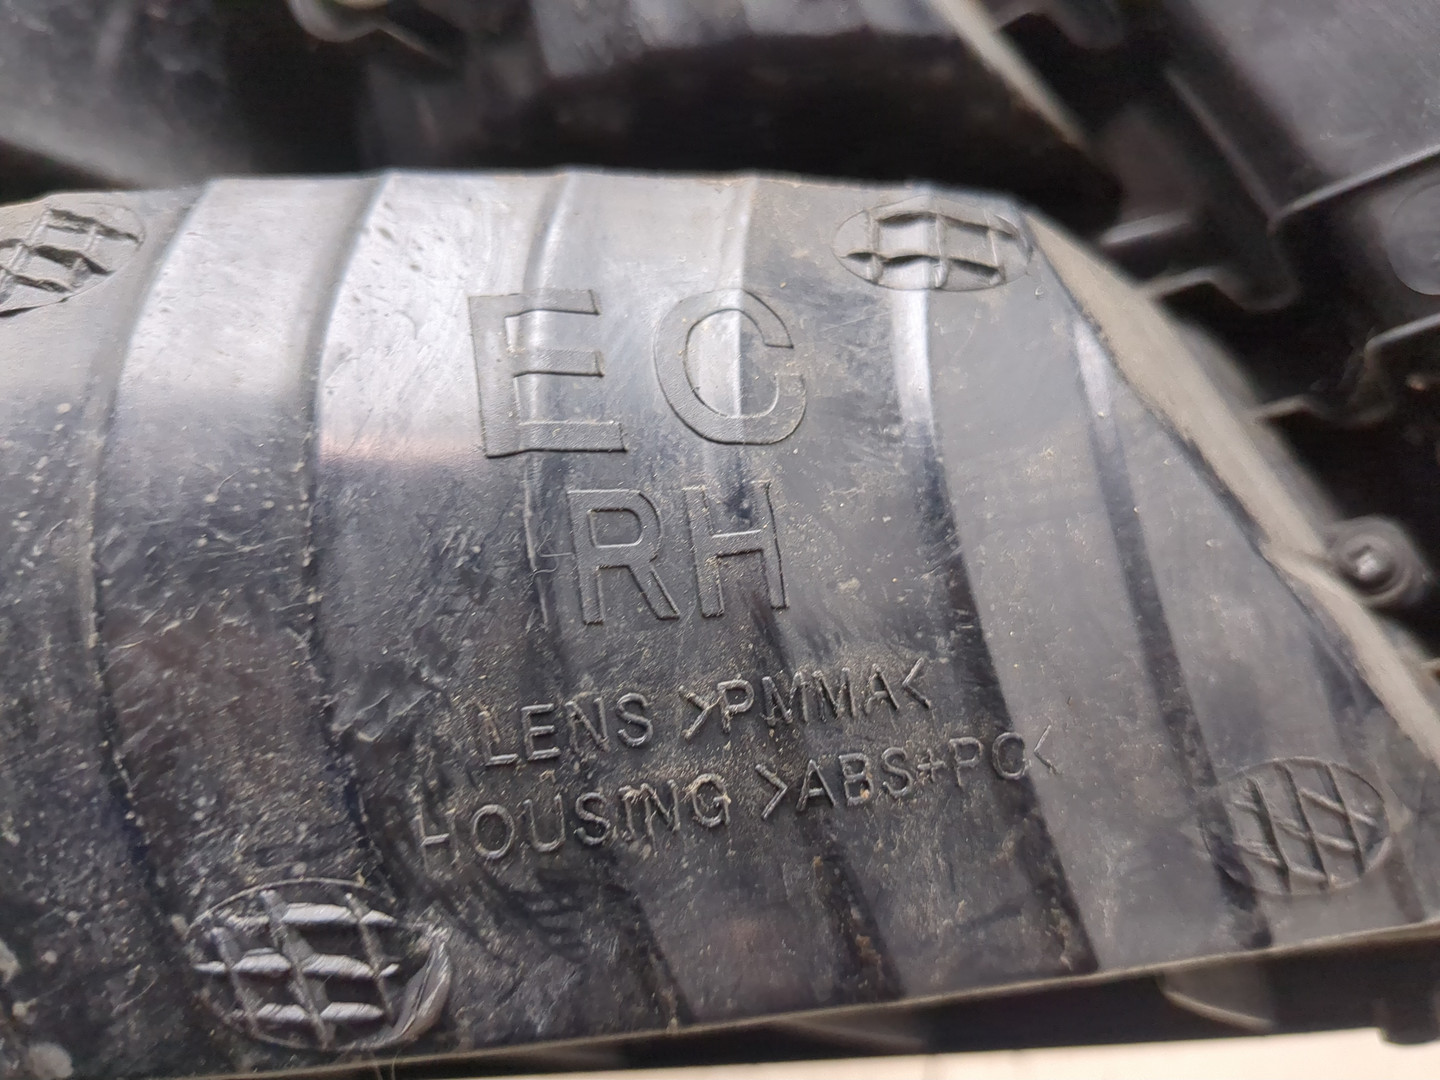 EC
RH
LENS >PMMA<
HOUSING >ABS+PC<